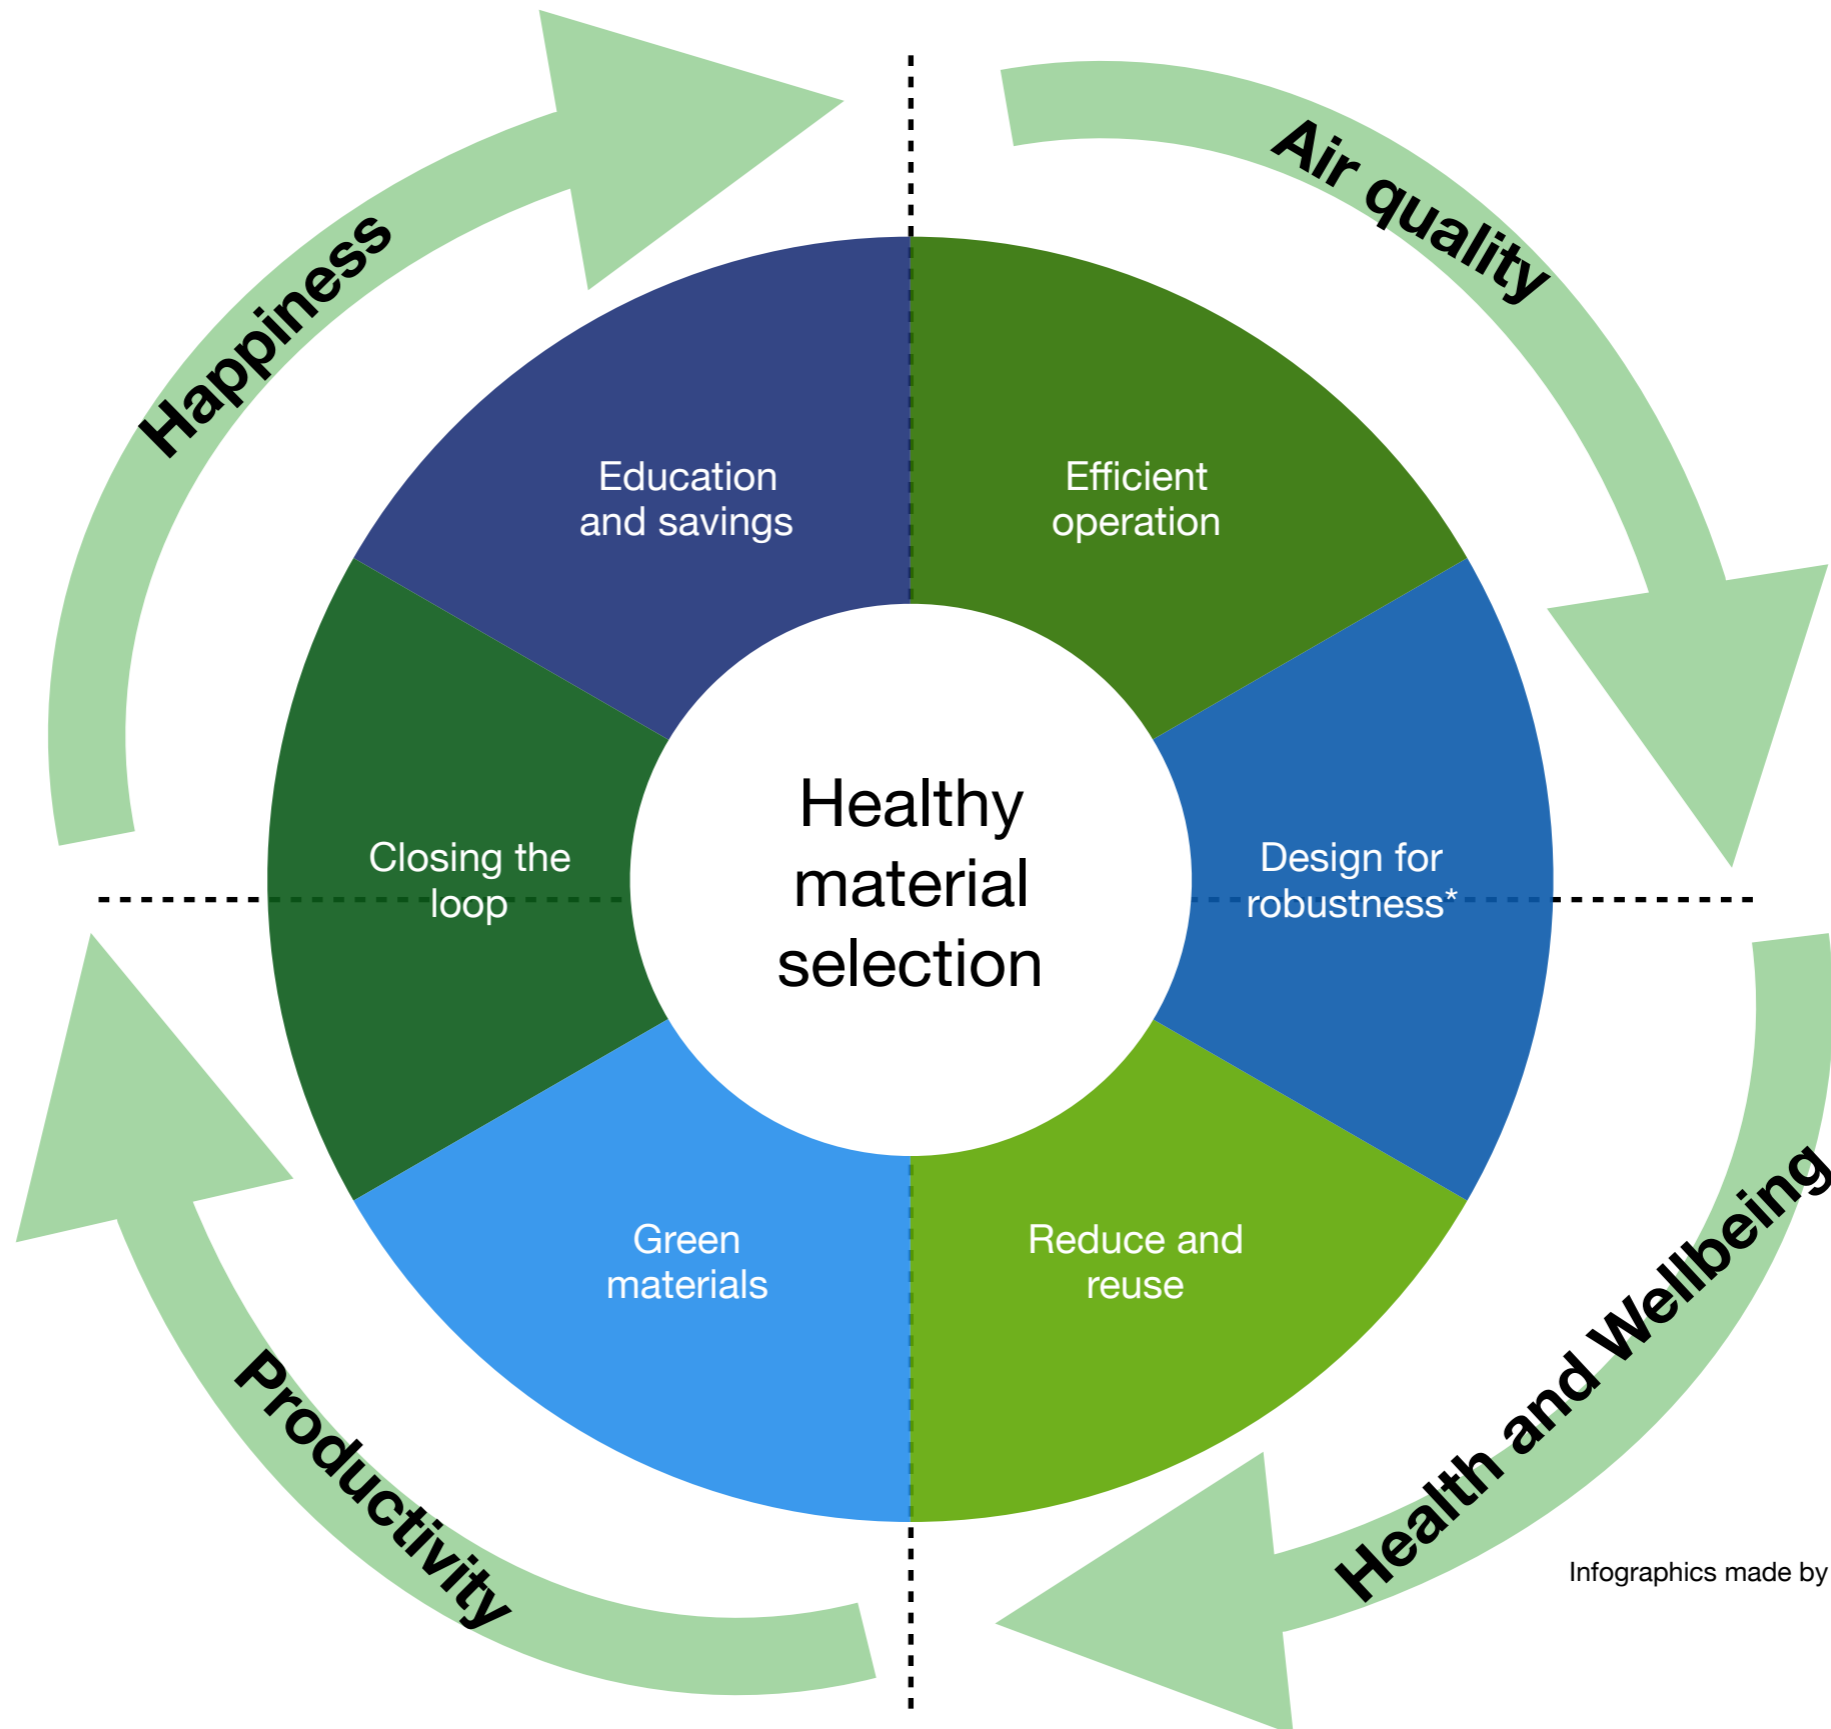 Happiness
Air quality
Education
and savings
Efficient
operation
Closing the
loop
Healthy
material
selection
Design for
robustness*
Green
materials
Reduce and
reuse
Productivity
Health and Wellbeing
Infographics made by